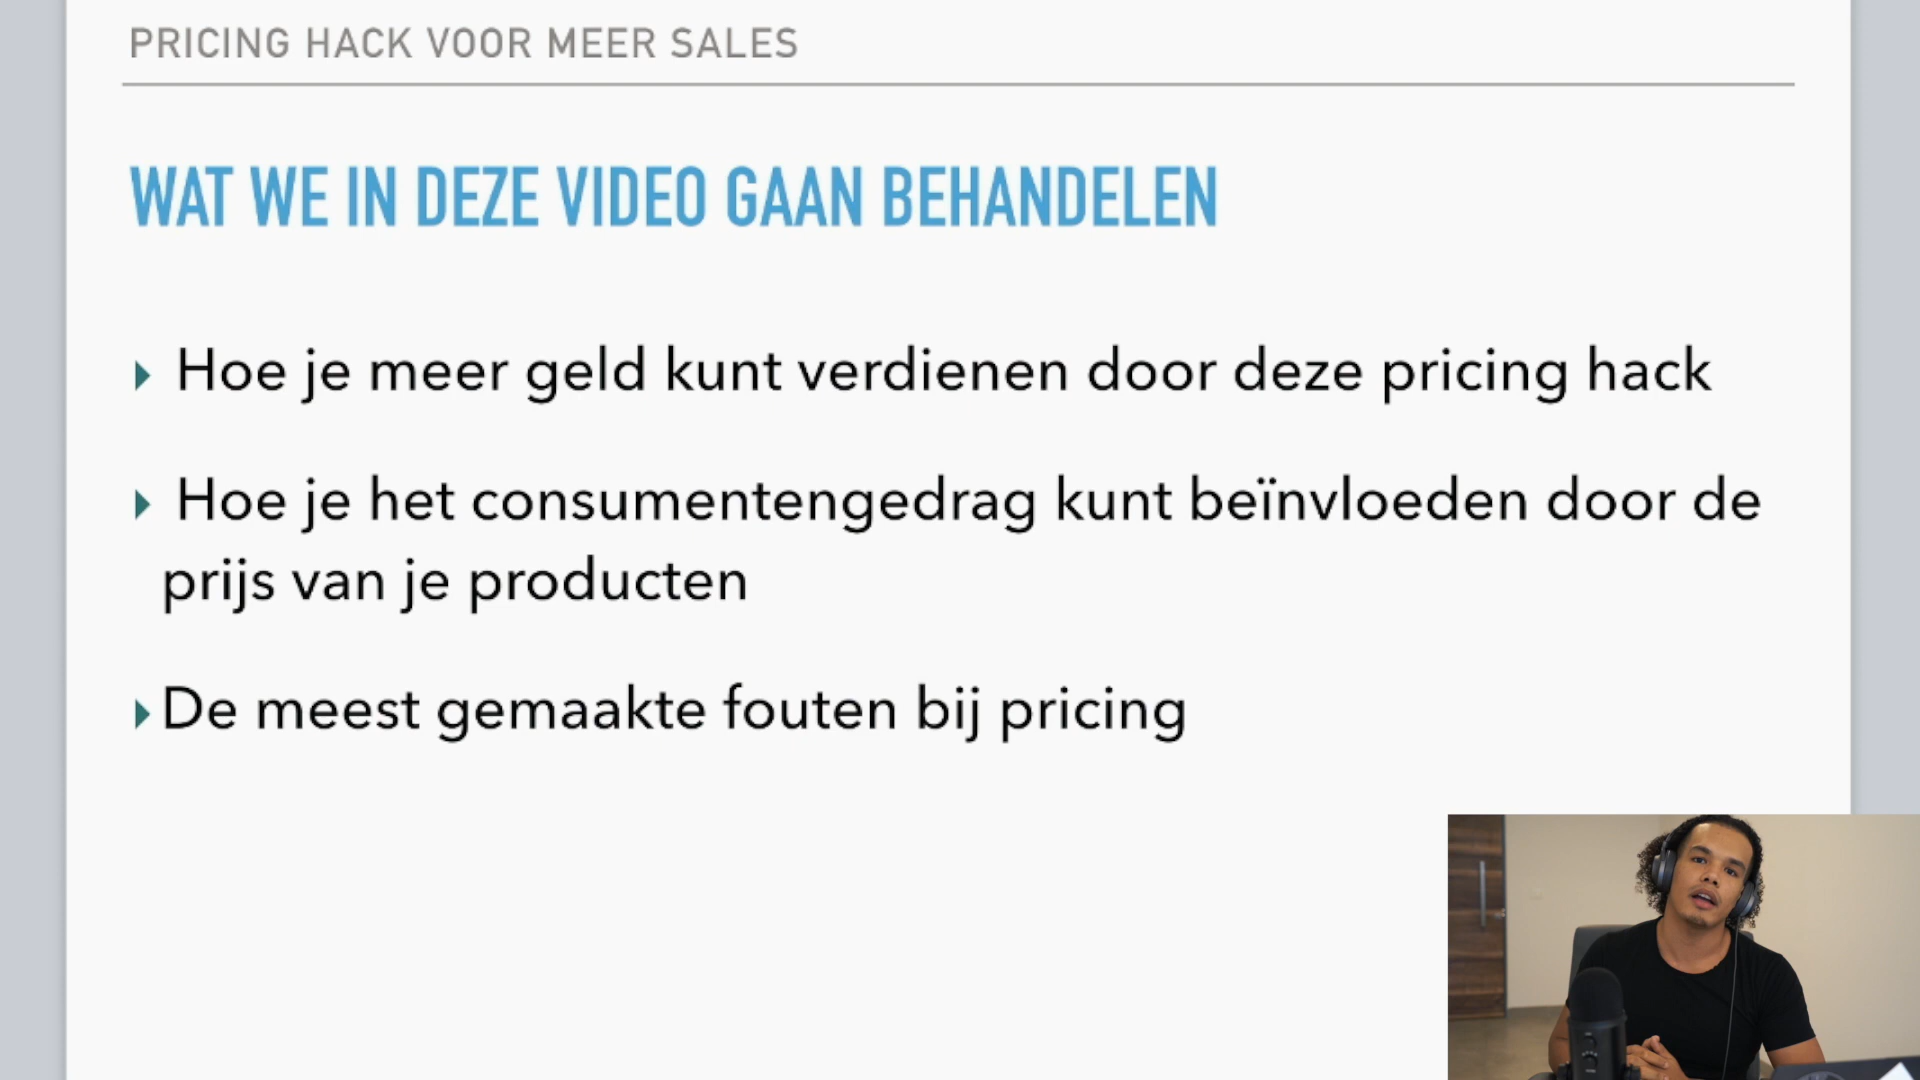 PRICING HACK VOOR MEER SALES
WAT WE IN DEZE VIDEO GAAN BEHANDELEN
Hoe je meer geld kunt verdienen door deze pricing hack
Hoe je het consumentengedrag kunt beïnvloeden door de
prijs van je producten
De meest gemaakte fouten bij pricing